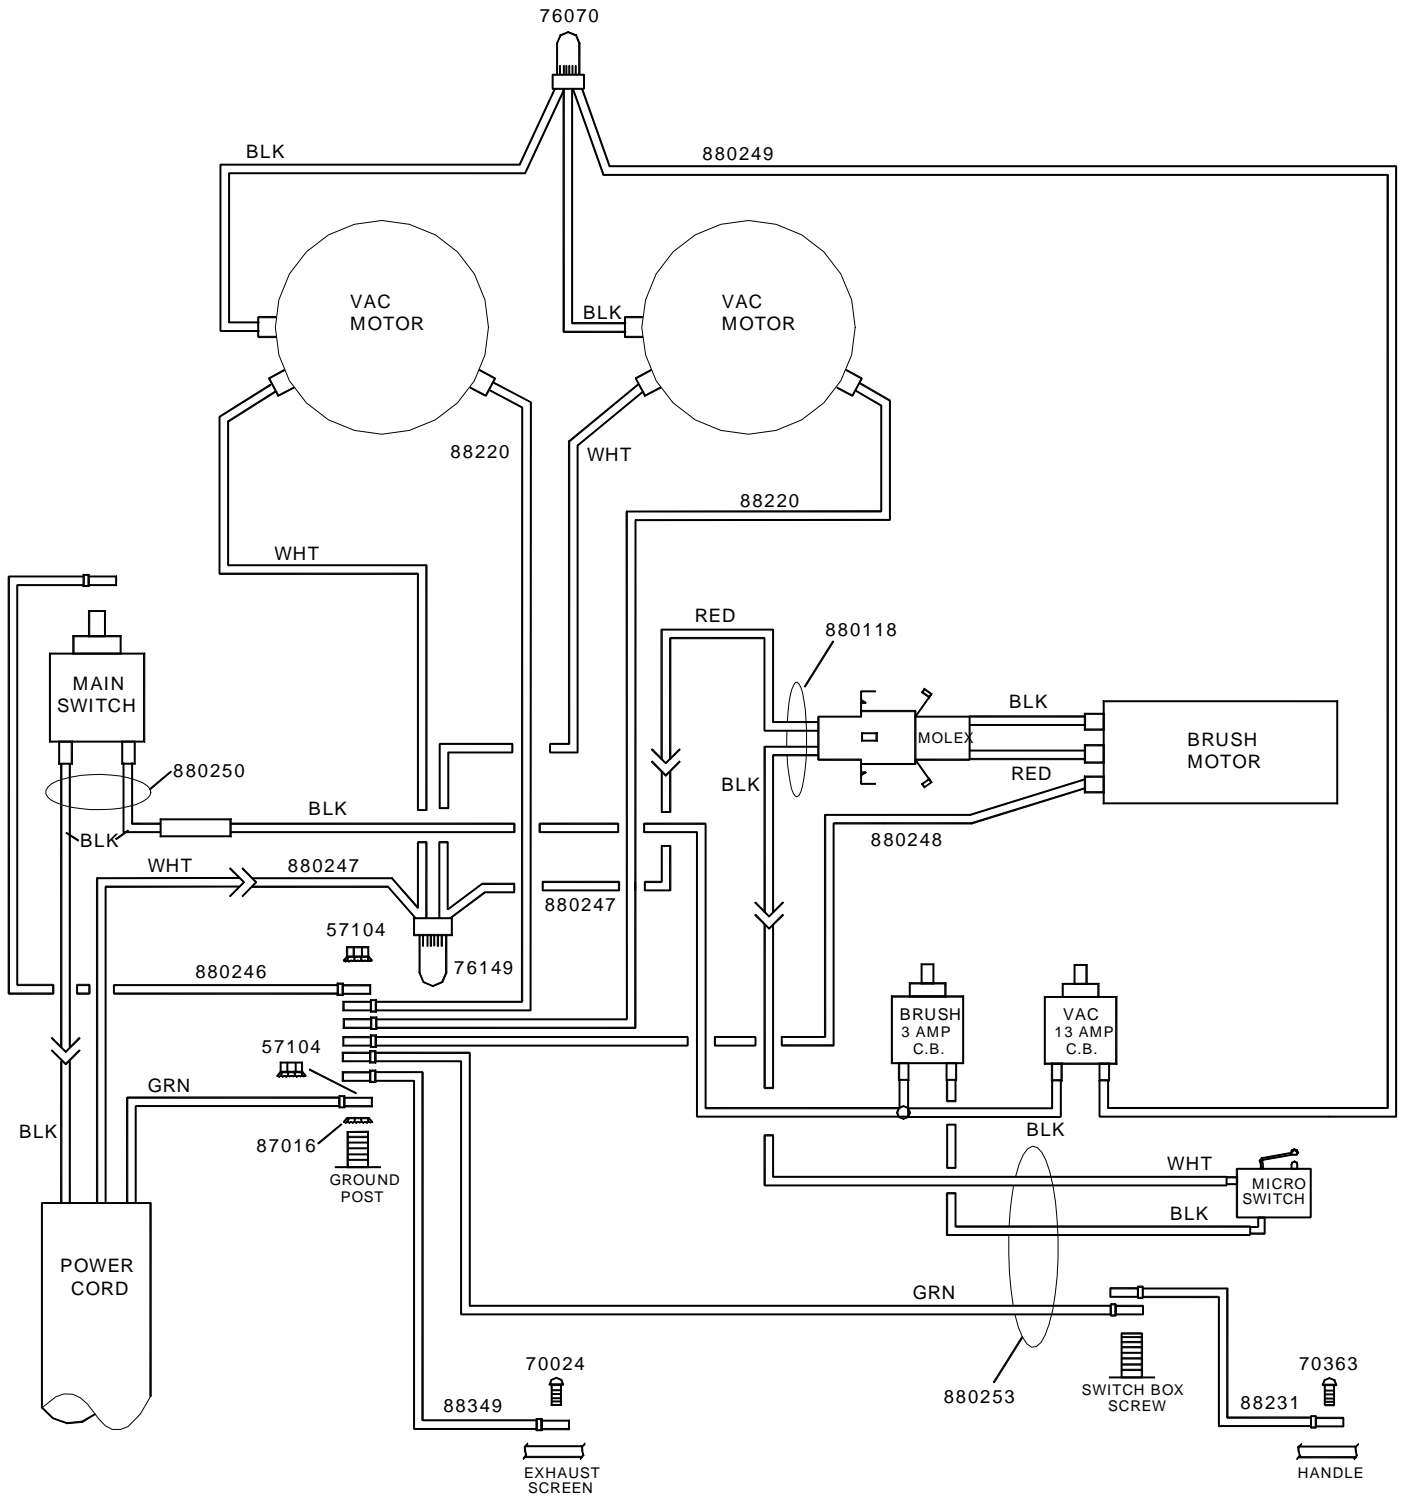 76070
BLK
880249
VAC
MOTOR
BLK
VAC
MOTOR
88220
WHT
88220
WHT
RED
880118
MAIN
SWITCH
BLK
MOLEX
BRUSH
MOTOR
RED
880250
BLK
BLK
BLK
880248
WHT
880247
880247
57104
76149
880246
BRUSH
3 AMP
C.B.
VAC
13 AMP
C.B.
57104
GRN
BLK
87016
BLK
GROUND
POST
WHT
MICRO
SWITCH
BLK
POWER
CORD
GRN
70024
880253
SWITCH BOX
SCREW
70363
88349
88231
EXHAUST
SCREEN
HANDLE